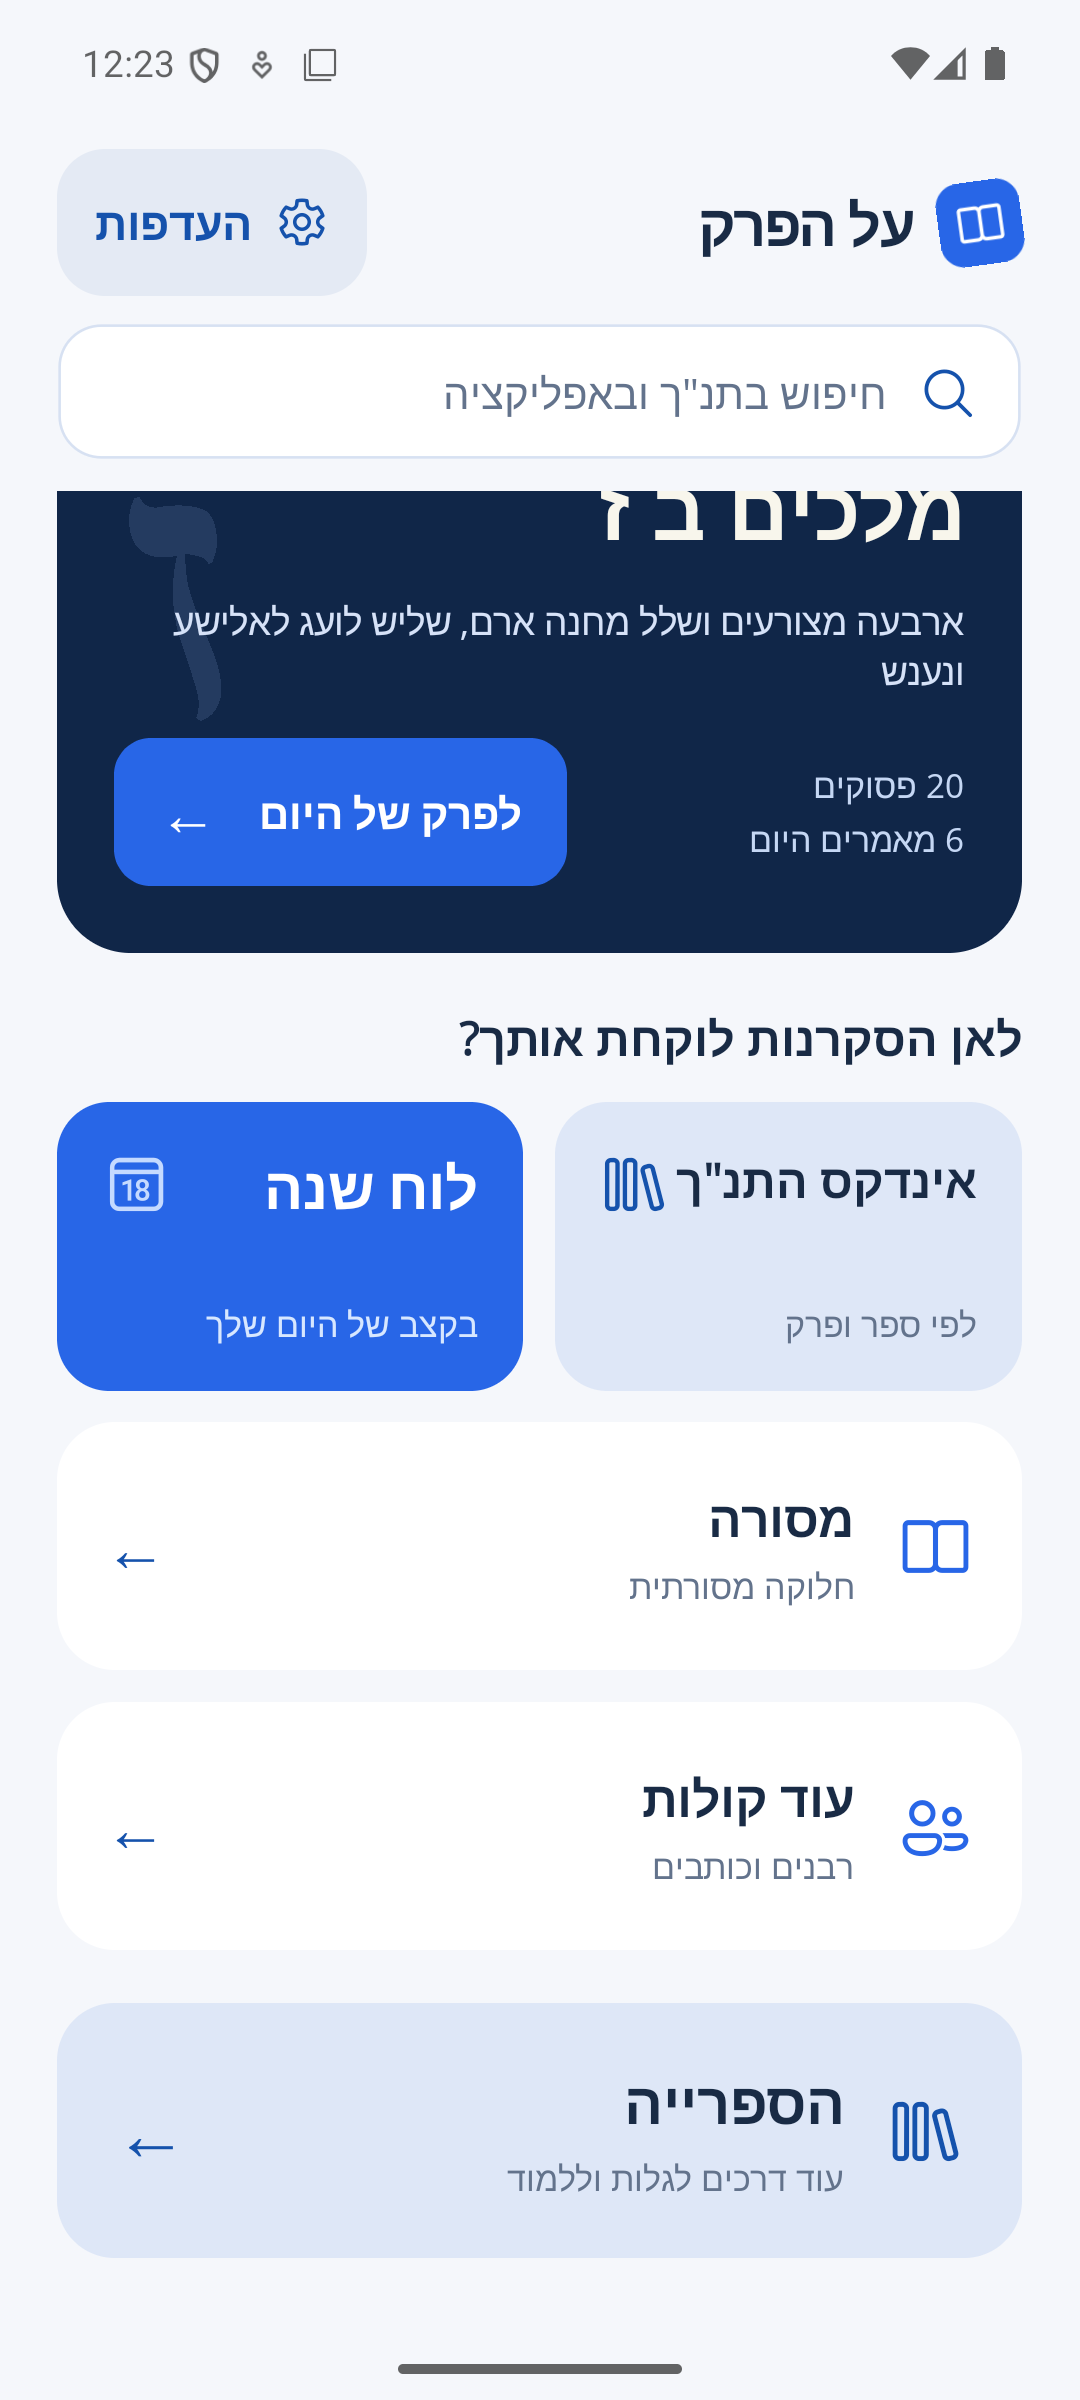 12:23
על הפרק
העדפות
חיפוש בתנ"ך ובאפליקציה
מלכים ב ז
ז
ארבעה מצורעים ושלל מחנה ארם, שליש לועג לאלישע
ונענש
20 פסוקים
6 מאמרים היום
לפרק של היום ←
לאן הסקרנות לוקחת אותך?
אינדקס התנ"ך
לפי ספר ופרק
לוח שנה
18
בקצב של היום שלך
מסורה
חלוקה מסורתית
←
עוד קולות
רבנים וכותבים
←
הספרייה
עוד דרכים לגלות וללמוד
←